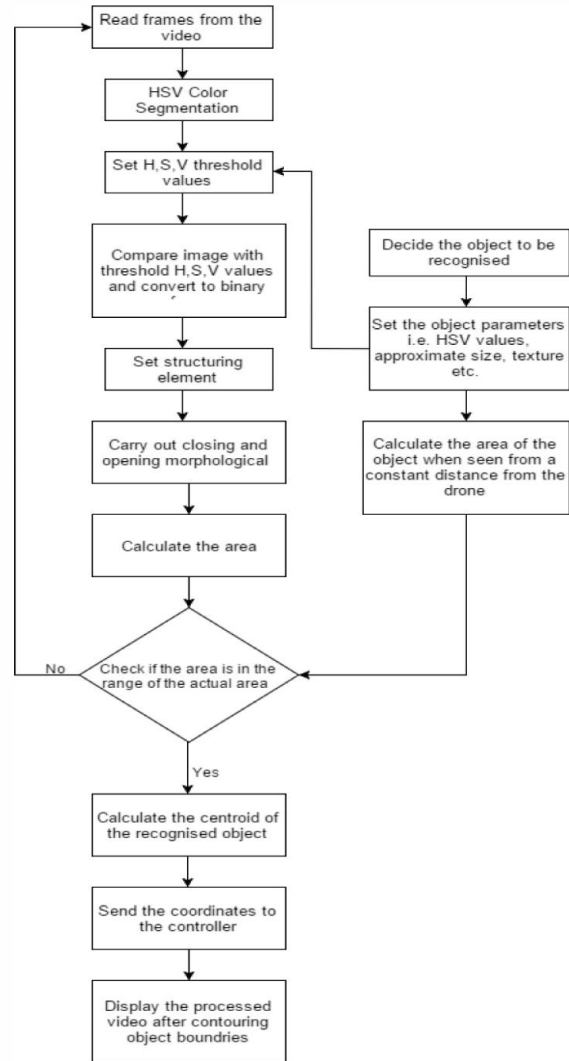 Read frames from the
video
HSV Color
Segmentation
Set H,S,V threshold
values
Compare image with
threshold H,S,V values
and convert to binary
Set structuring
element
Carry out closing and
opening morphological
Calculate the area
Check if the area is in the
range of the actual area
No
Yes
Calculate the centroid of
the recognised object
Send the coordinates to
the controller
Display the processed
video after contouring
object boundries
Decide the object to be
recognised
Set the object parameters
i.e. HSV values,
approximate size, texture
etc.
Calculate the area of the
object when seen from a
constant distance from the
drone